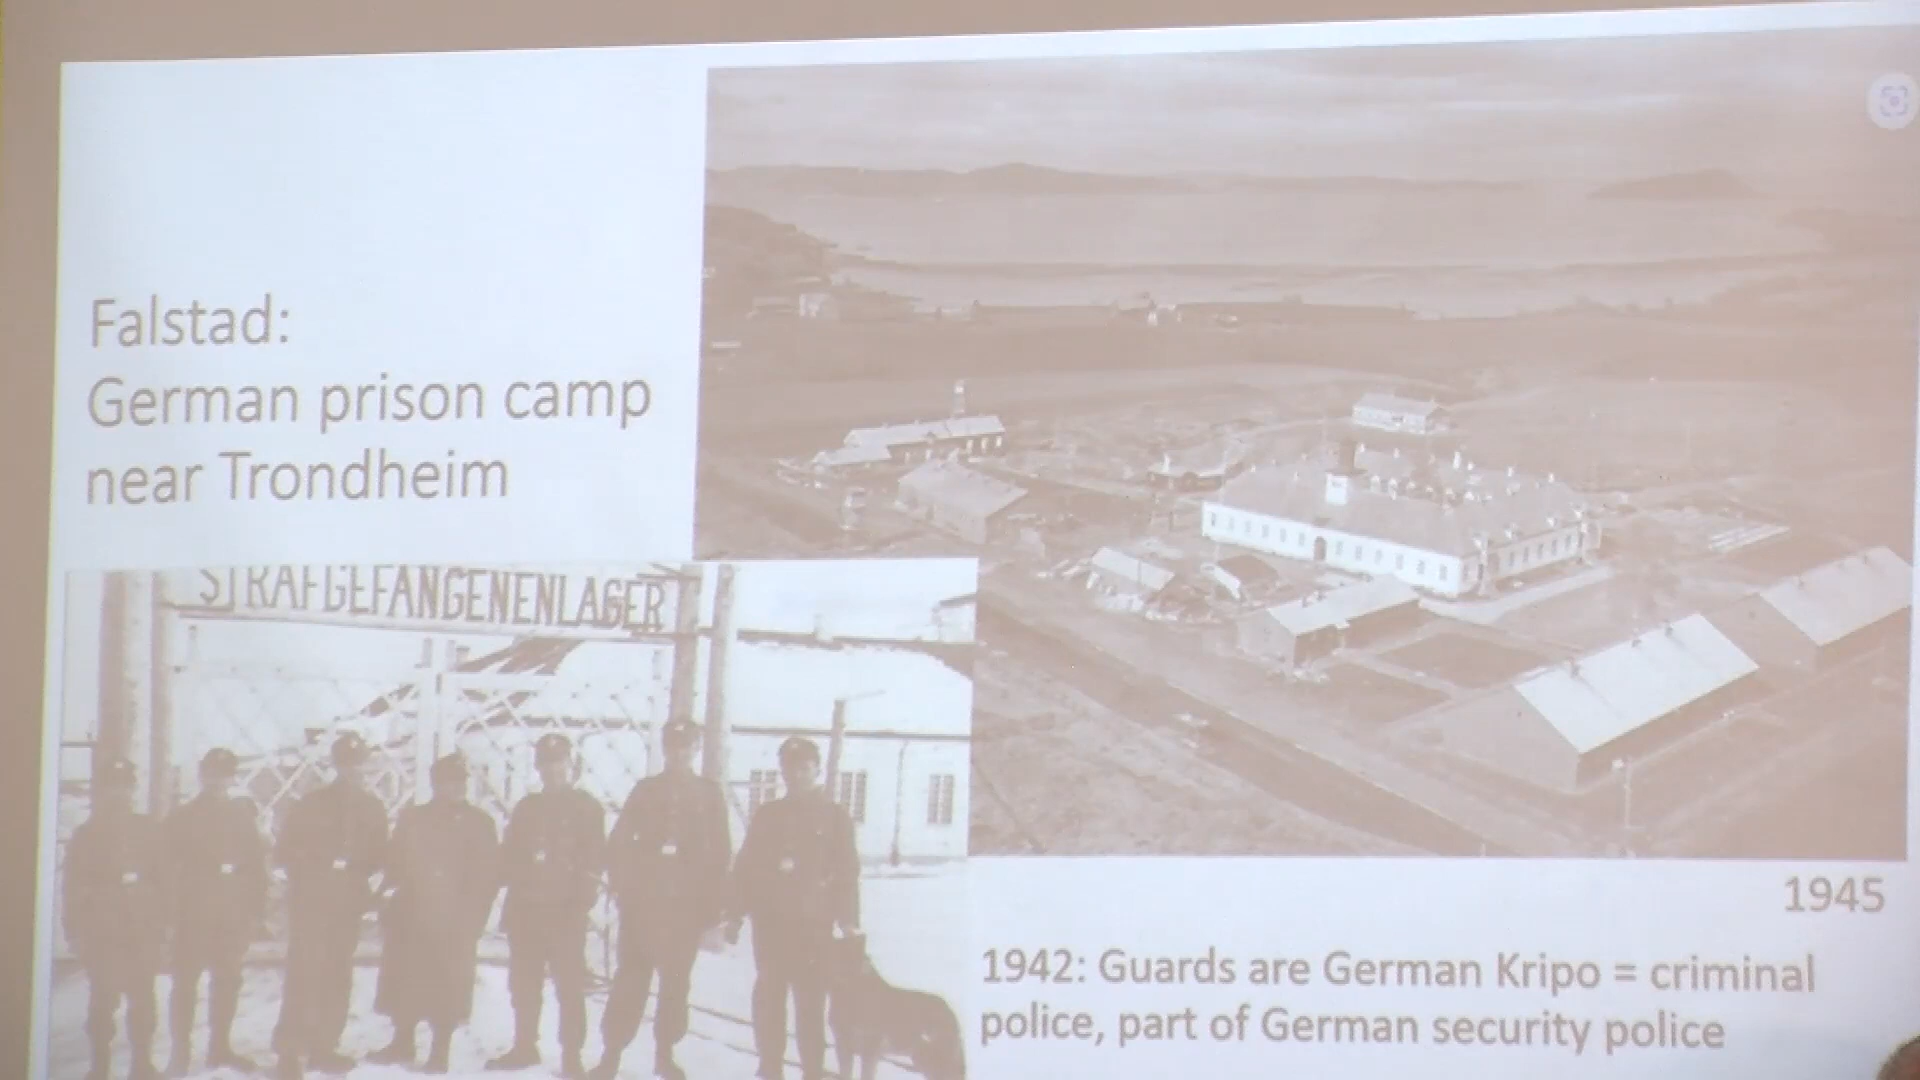 Falstad:
German prison camp
near Trondheim
STRAFGEFANGENENLAGER
1945
1942: Guards are German Kripo = criminal
police, part of German security police